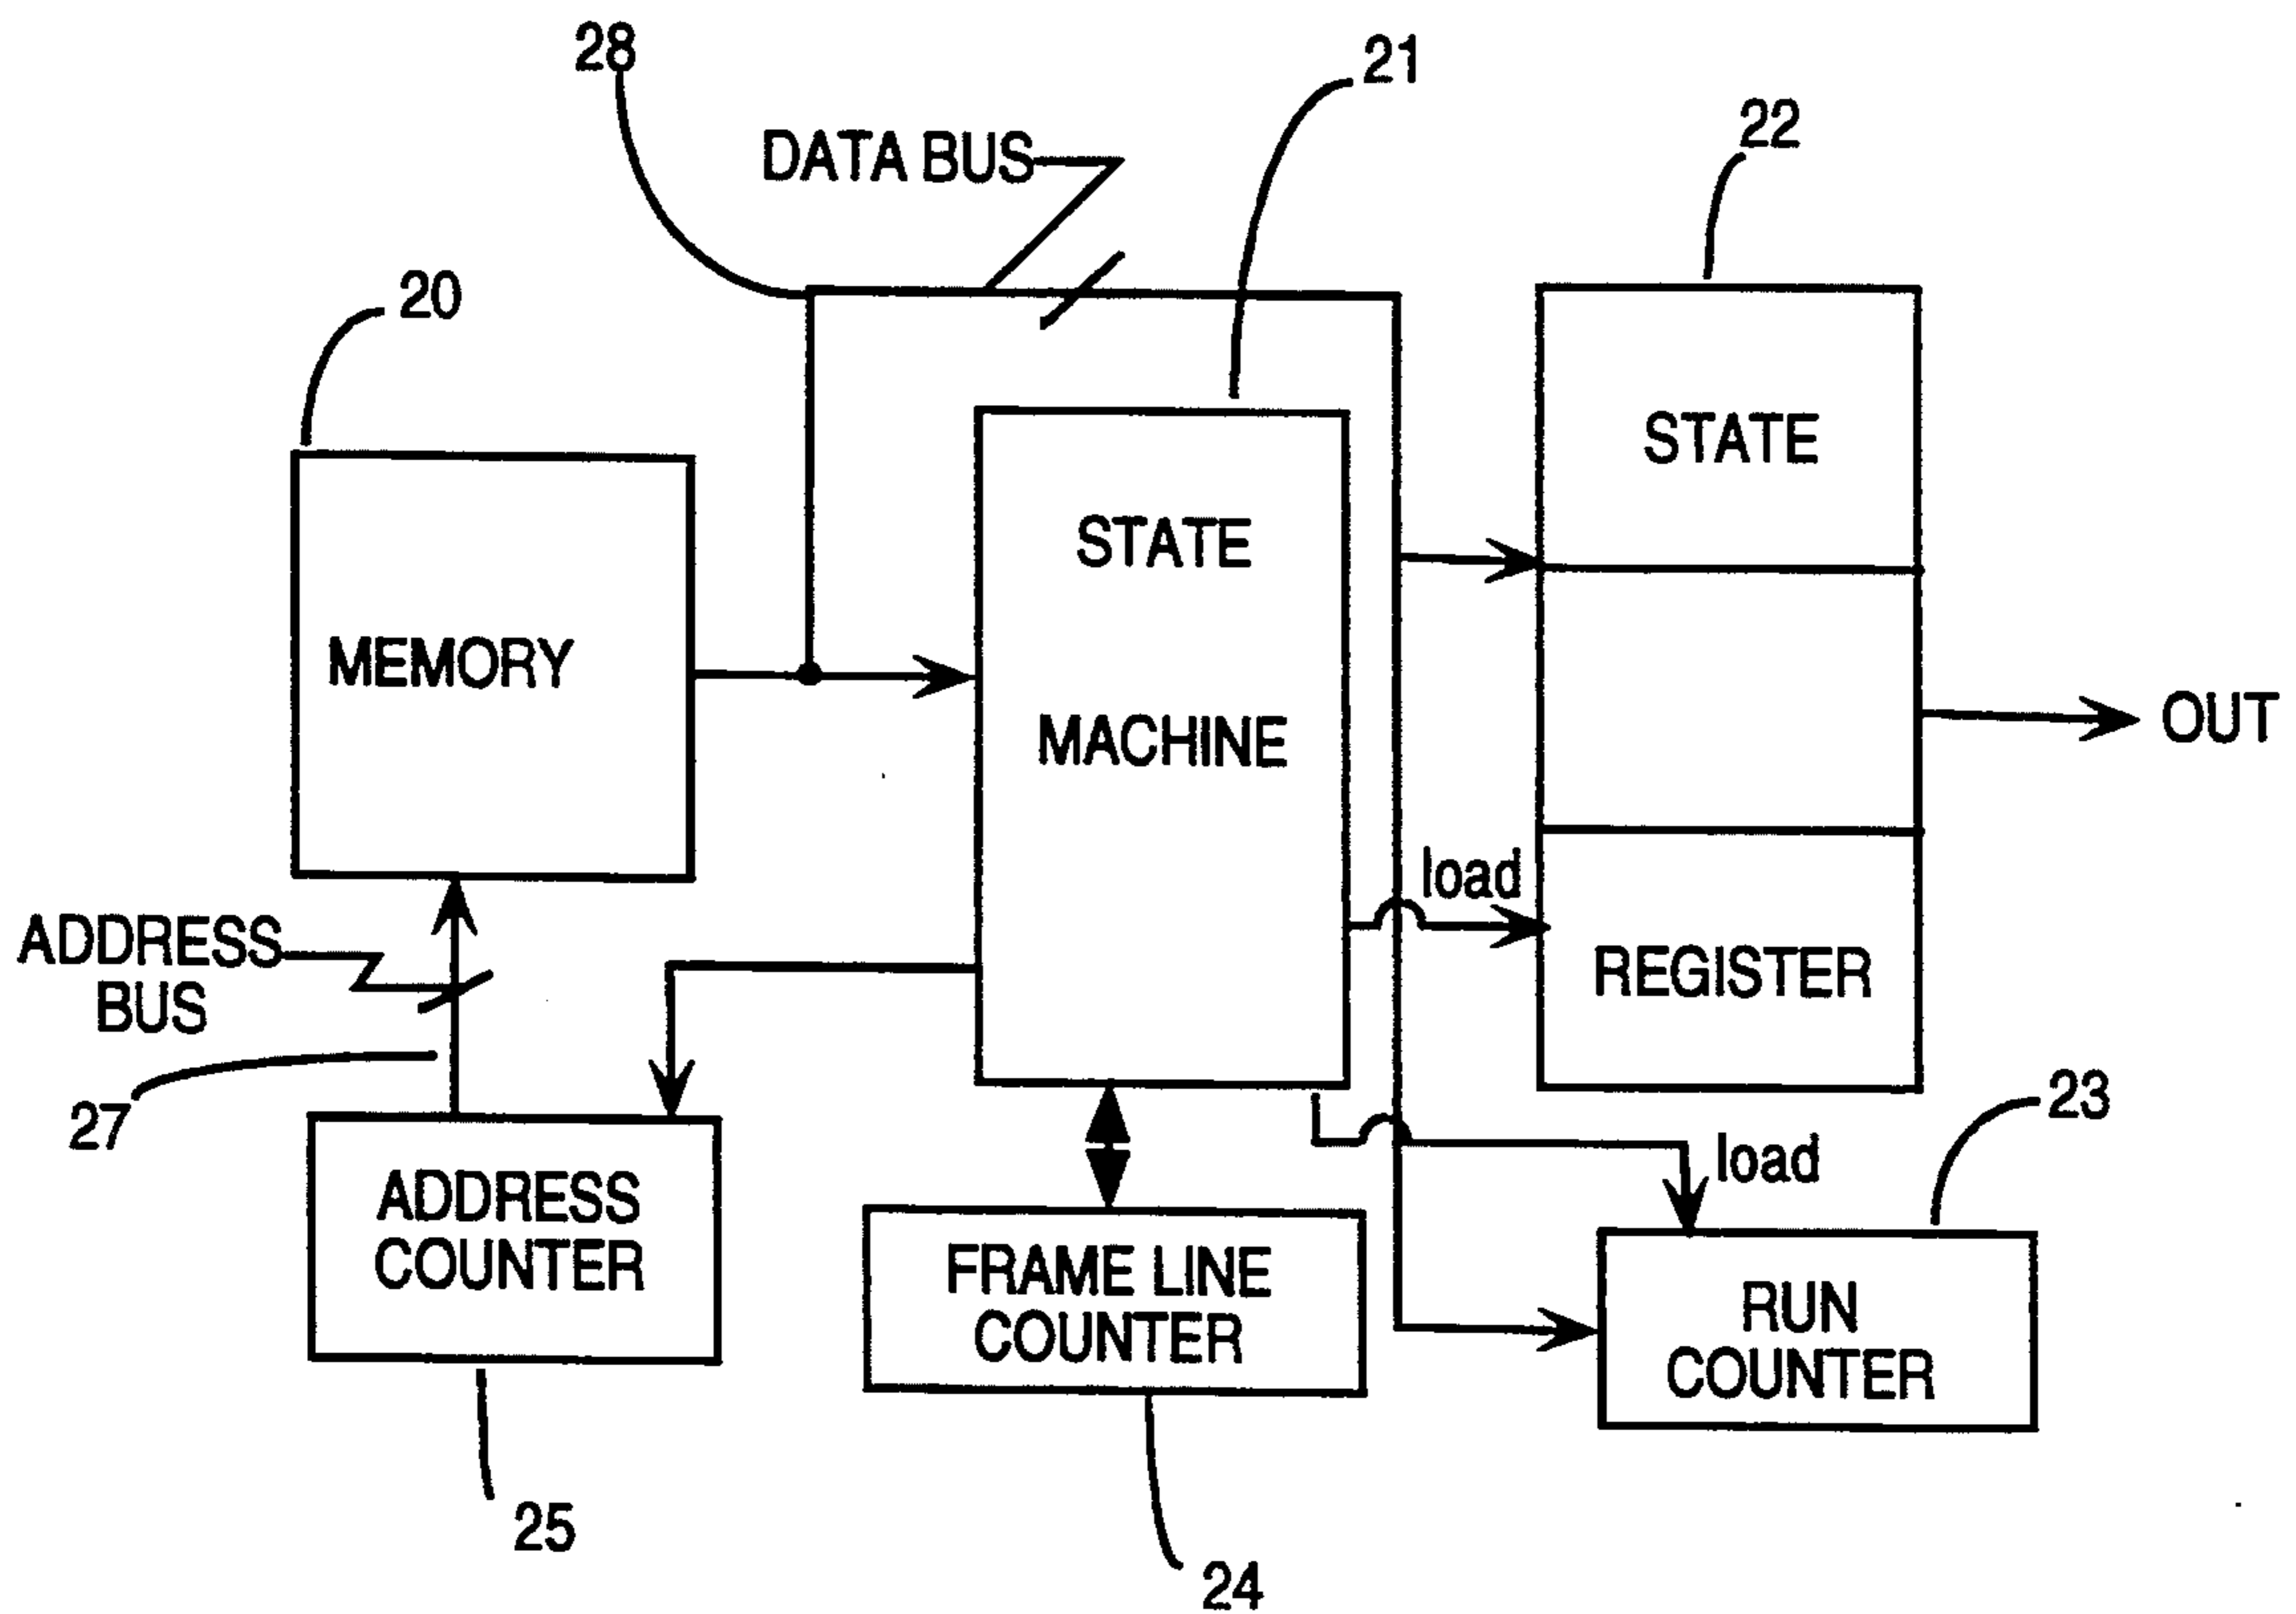 28
21
22
DATA BUS
20
STATE
STATE
MEMORY
MACHINE
OUT
load
ADDRESS
BUS
REGISTER
27
23
load
ADDRESS
COUNTER
FRAME LINE
COUNTER
RUN
COUNTER
25
24